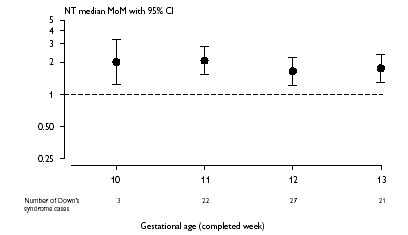 NT median MoM with 95% CI
5
4
3
2
1
0.50
0.25
10 11 12 13
Number of Down's 3 22 27 21
syndrome cases
Gestational age (completed week)